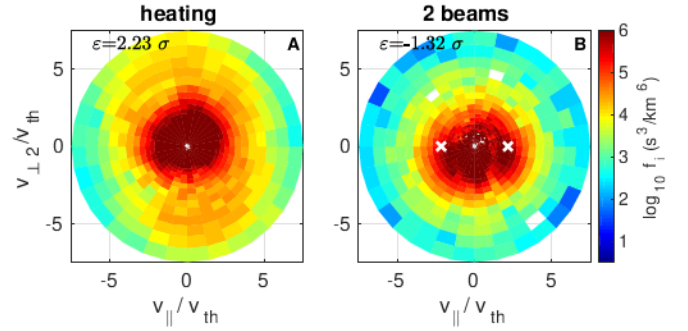 heating
2 beams
ε=2.23 σ
A
ε=-1.32 σ
B
5
0
-5
v⊥2/vth
-5
0
5
v||/vth
5
0
-5
-5
0
5
v||/vth
6
5
4
3
2
1
log10 fi (s3/km6)